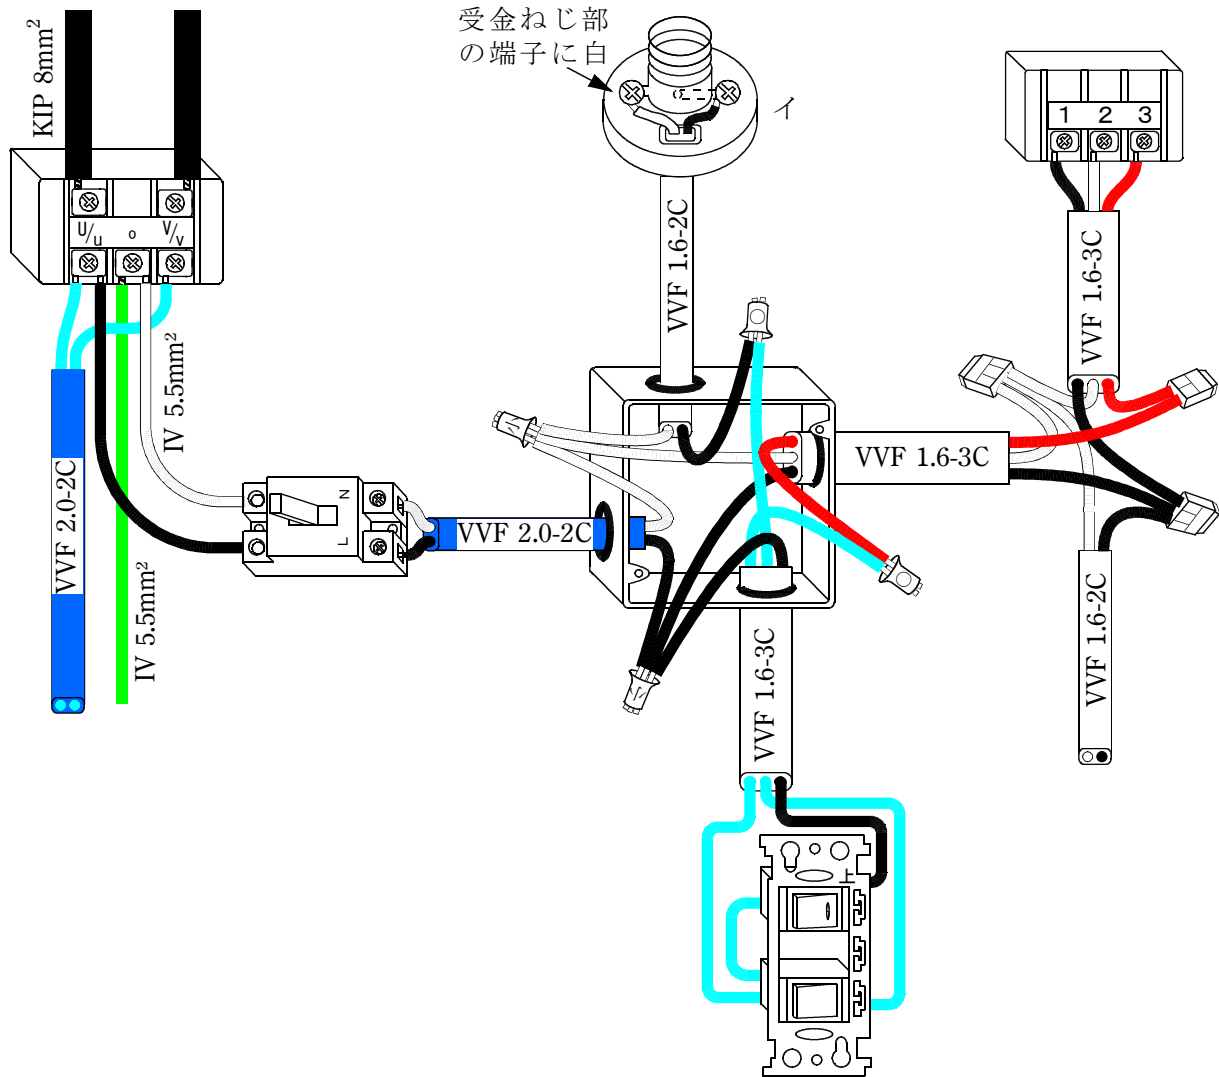 受金ねじ部
の端子に白
イ
KIP 8mm²
U/u
o
V/v
1 2 3
VVF 1.6-2C
VVF 1.6-3C
IV 5.5mm²
VVF 2.0-2C
IV 5.5mm²
N
L
VVF 2.0-2C
VVF 1.6-3C
VVF 1.6-3C
VVF 1.6-2C
上